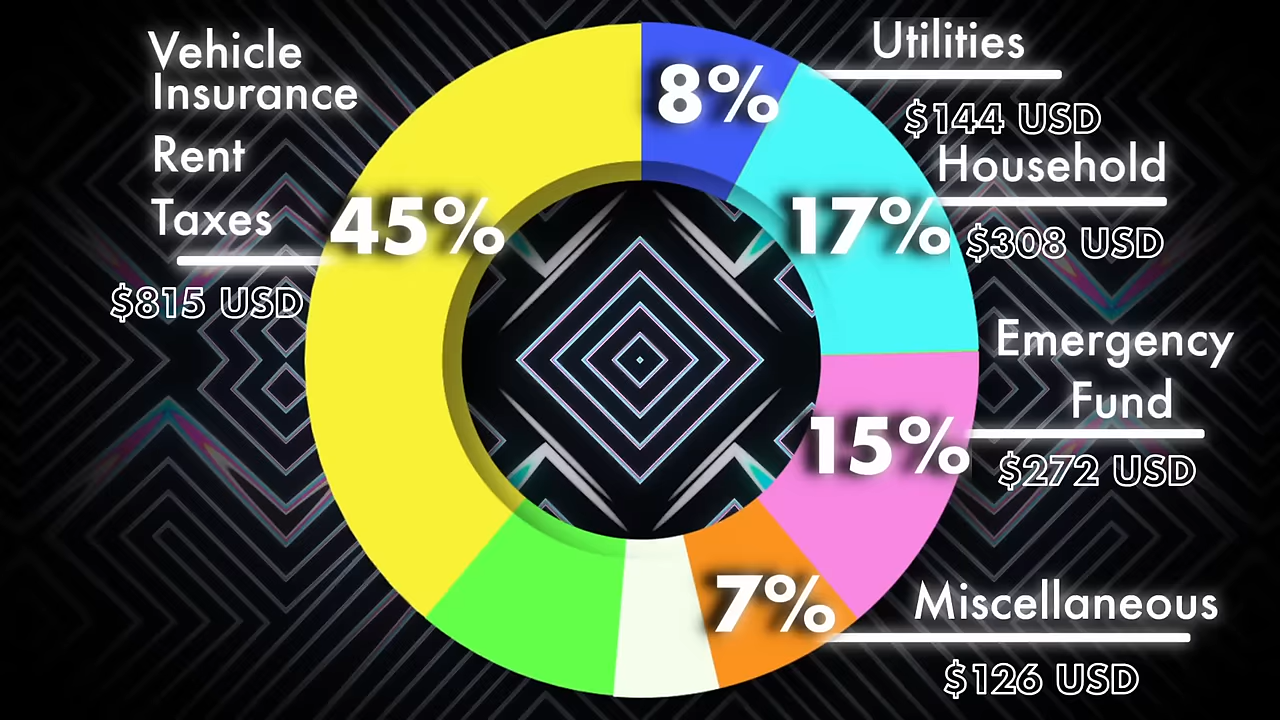 Vehicle
Insurance
Rent
Taxes
$815 USD
45%
8%
Utilities
$144 USD
17%
Household
$308 USD
15%
Emergency
Fund
$272 USD
7%
Miscellaneous
$126 USD